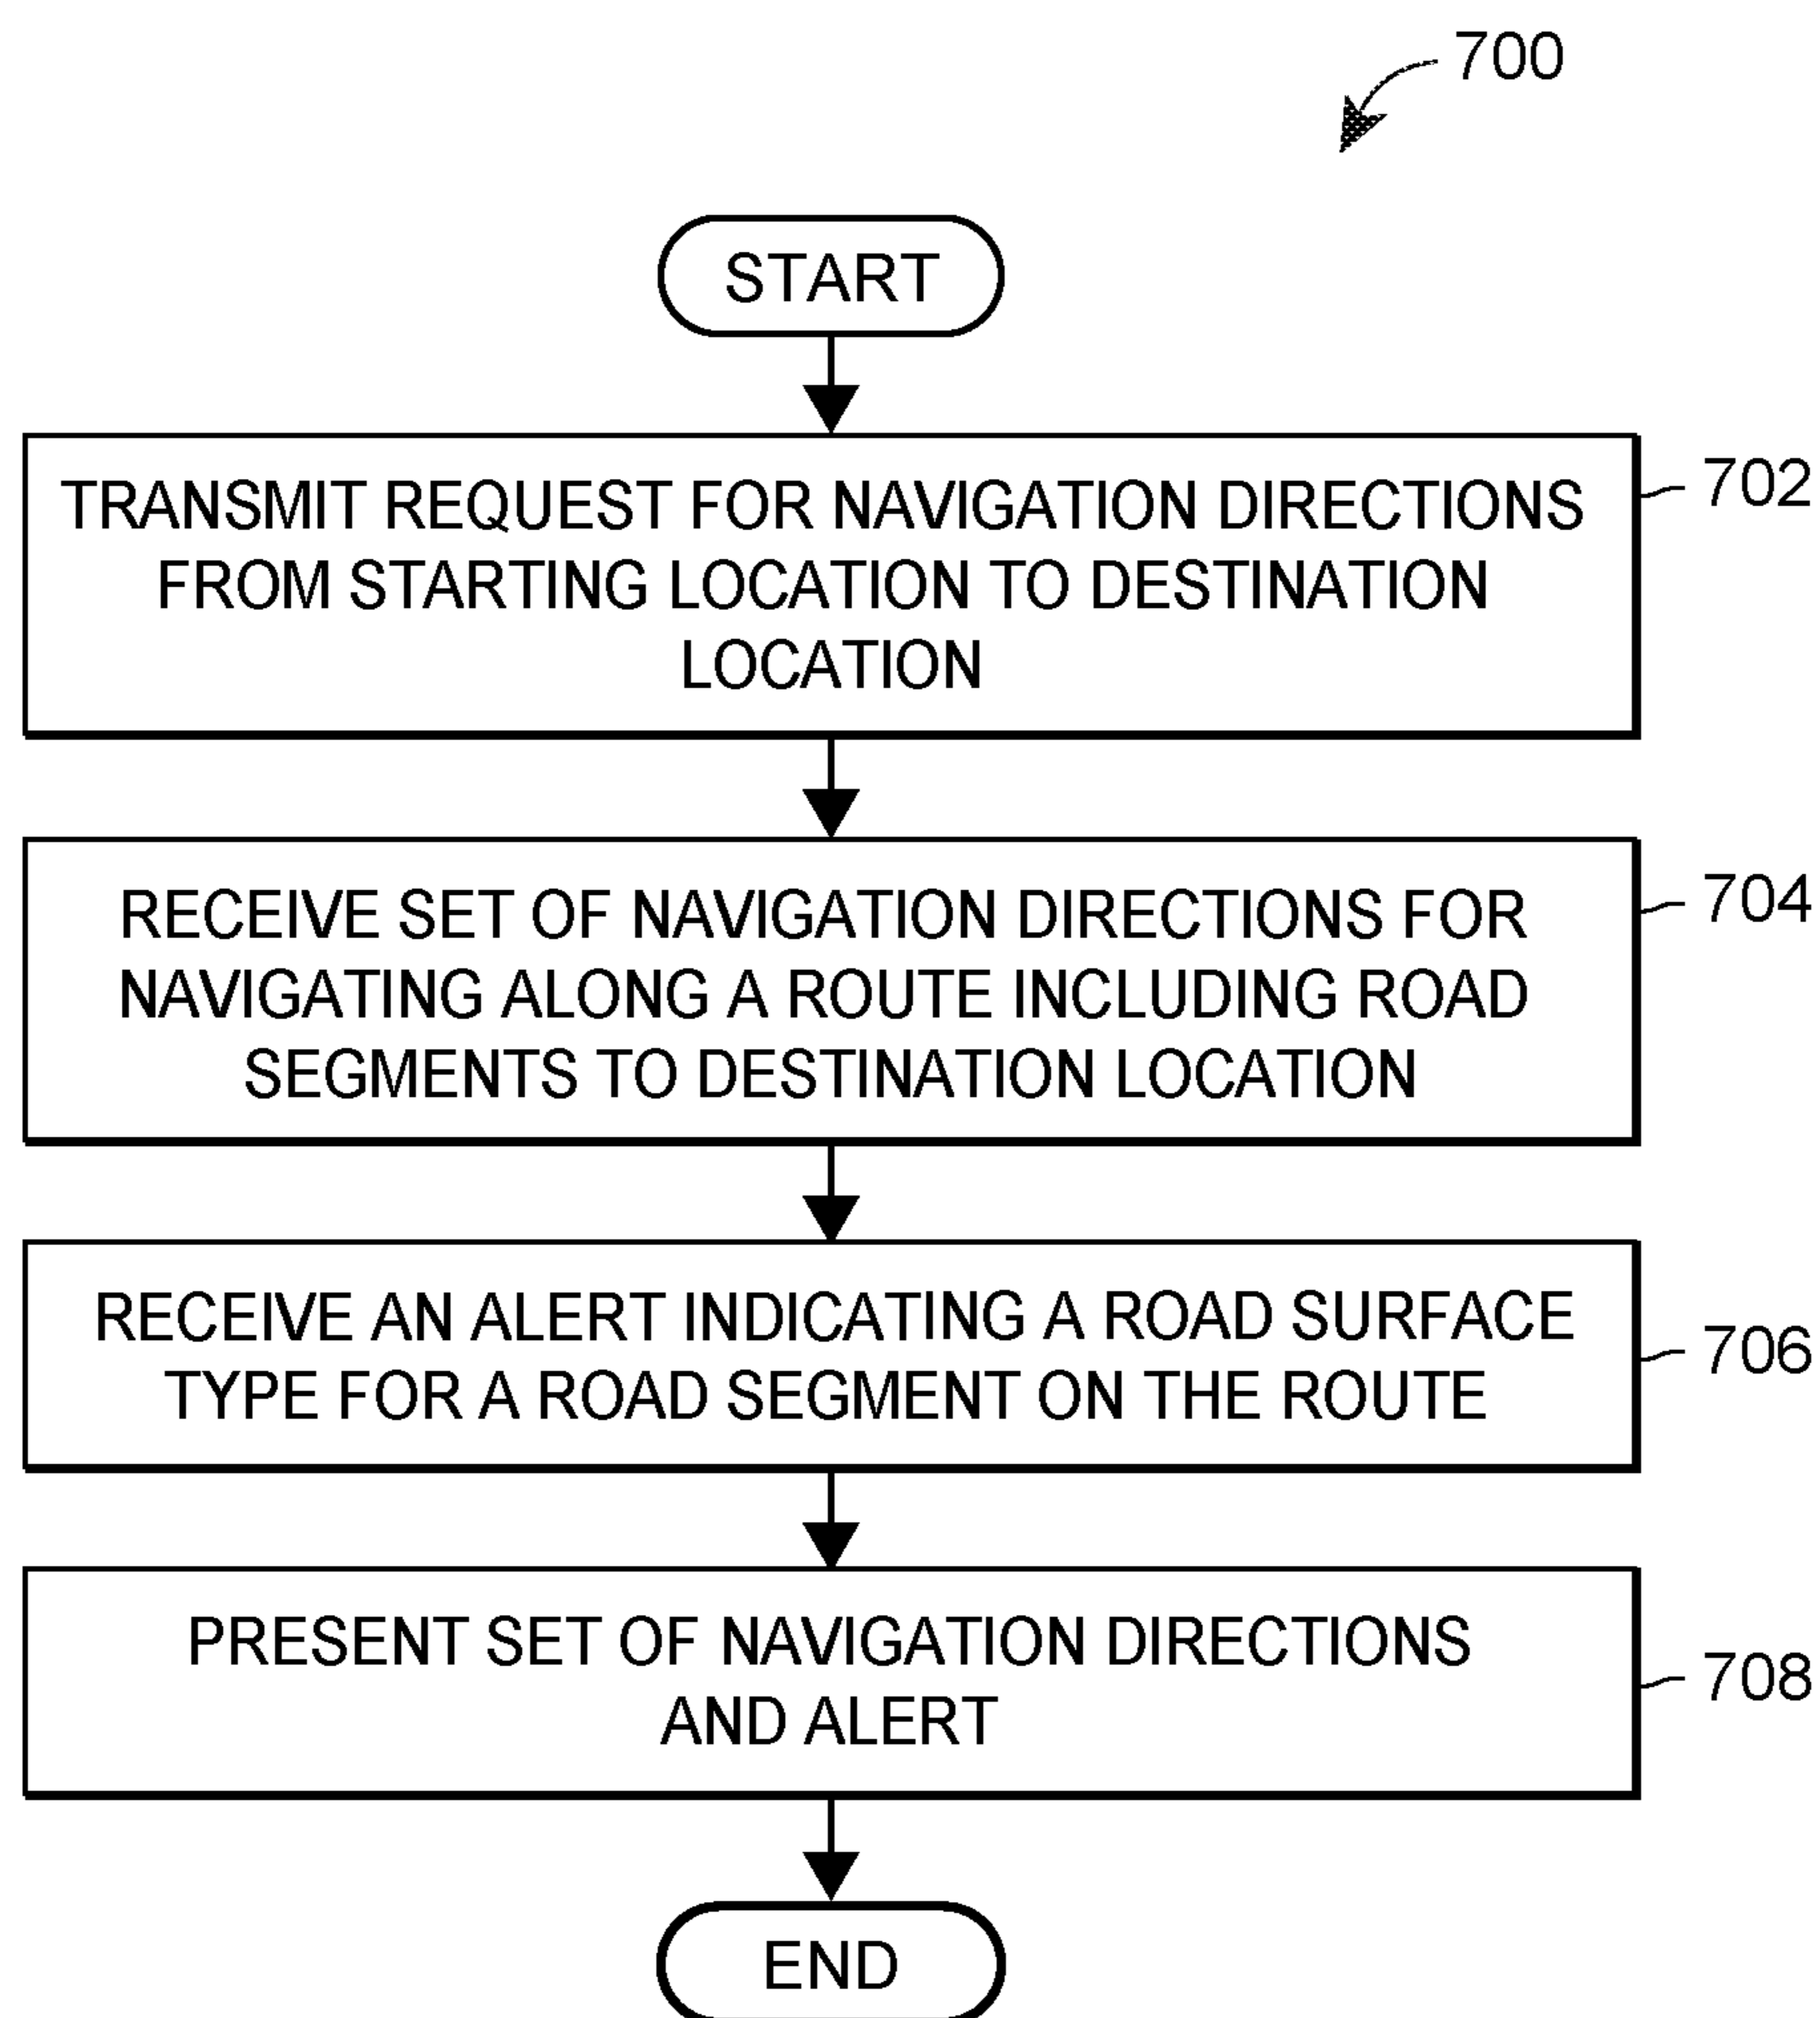 700
START
TRANSMIT REQUEST FOR NAVIGATION DIRECTIONS
FROM STARTING LOCATION TO DESTINATION
LOCATION
702
RECEIVE SET OF NAVIGATION DIRECTIONS FOR
NAVIGATING ALONG A ROUTE INCLUDING ROAD
SEGMENTS TO DESTINATION LOCATION
704
RECEIVE AN ALERT INDICATING A ROAD SURFACE
TYPE FOR A ROAD SEGMENT ON THE ROUTE
706
PRESENT SET OF NAVIGATION DIRECTIONS
AND ALERT
708
END